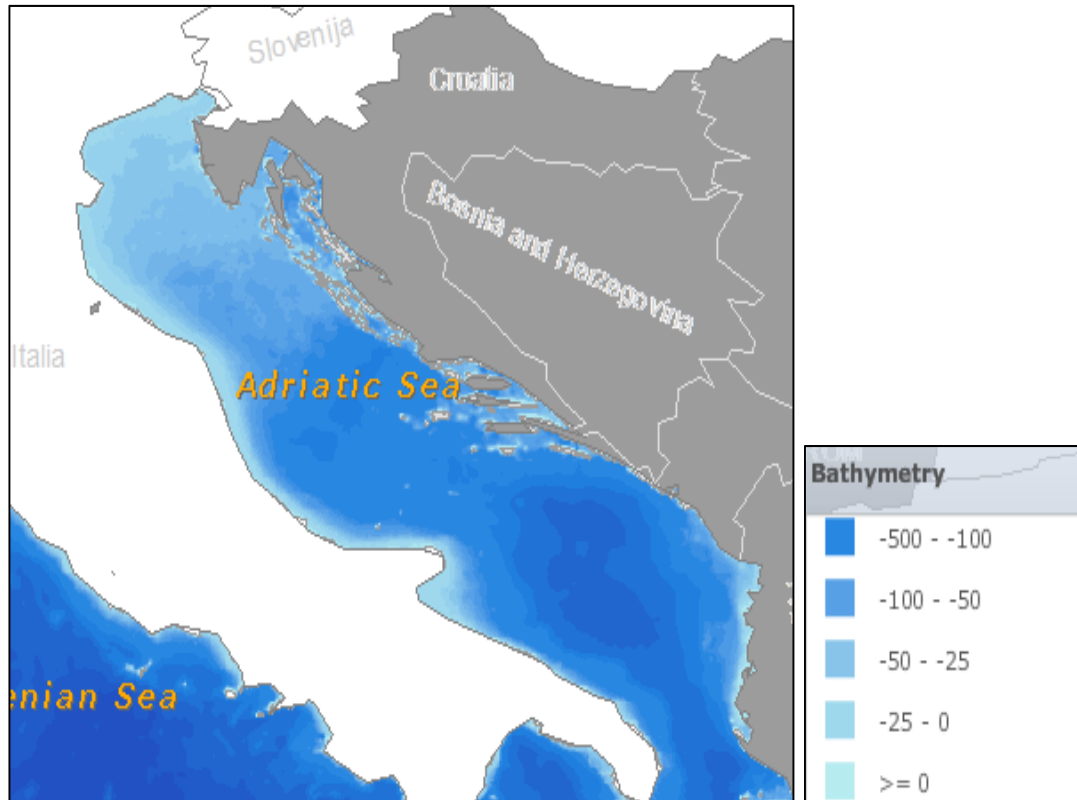 Slovenija
Croatia
Bosnia and Herzegovina
Italia
Adriatic Sea
enian Sea
Bathymetry
-500 - -100
-100 - -50
-50 - -25
-25 - 0
>= 0